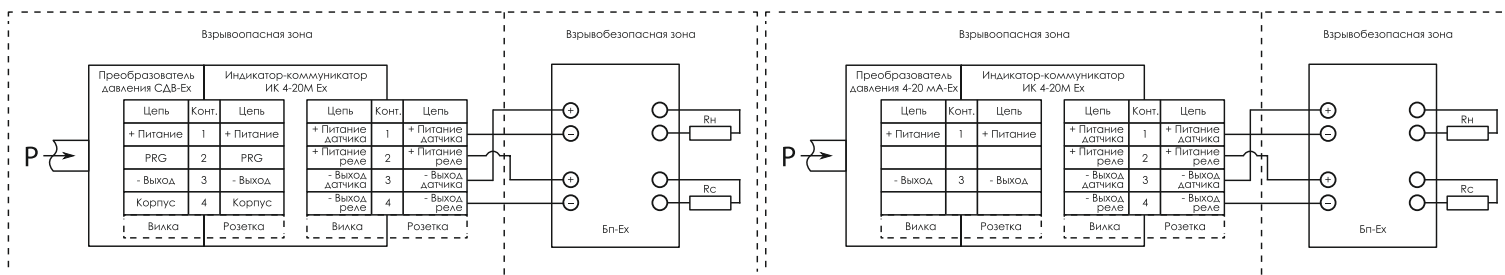 Взрывоопасная зона
Взрывобезопасная зона
Преобразователь
давления СДВ-Ex
Индикатор-коммуникатор
ИК 4-20М Ex
Цепь Конт. Цепь
+ Питание 1 + Питание
PRG 2 PRG
- Выход 3 - Выход
Корпус 4 Корпус
Вилка Розетка
Цепь Конт. Цепь
+ Питание датчика 1 + Питание датчика
+ Питание реле 2 + Питание реле
- Выход датчика 3 - Выход датчика
- Выход реле 4 - Выход реле
Вилка Розетка
P
+
−
+
−
Rн
Rc
Бп-Ex
Взрывоопасная зона
Взрывобезопасная зона
Преобразователь
давления 4-20 мА-Ex
Индикатор-коммуникатор
ИК 4-20М Ex
Цепь Конт. Цепь
+ Питание 1 + Питание
- Выход 3 - Выход
Вилка Розетка
Цепь Конт. Цепь
+ Питание датчика 1 + Питание датчика
+ Питание реле 2 + Питание реле
- Выход датчика 3 - Выход датчика
- Выход реле 4 - Выход реле
Вилка Розетка
P
+
−
+
−
Rн
Rc
Бп-Ex